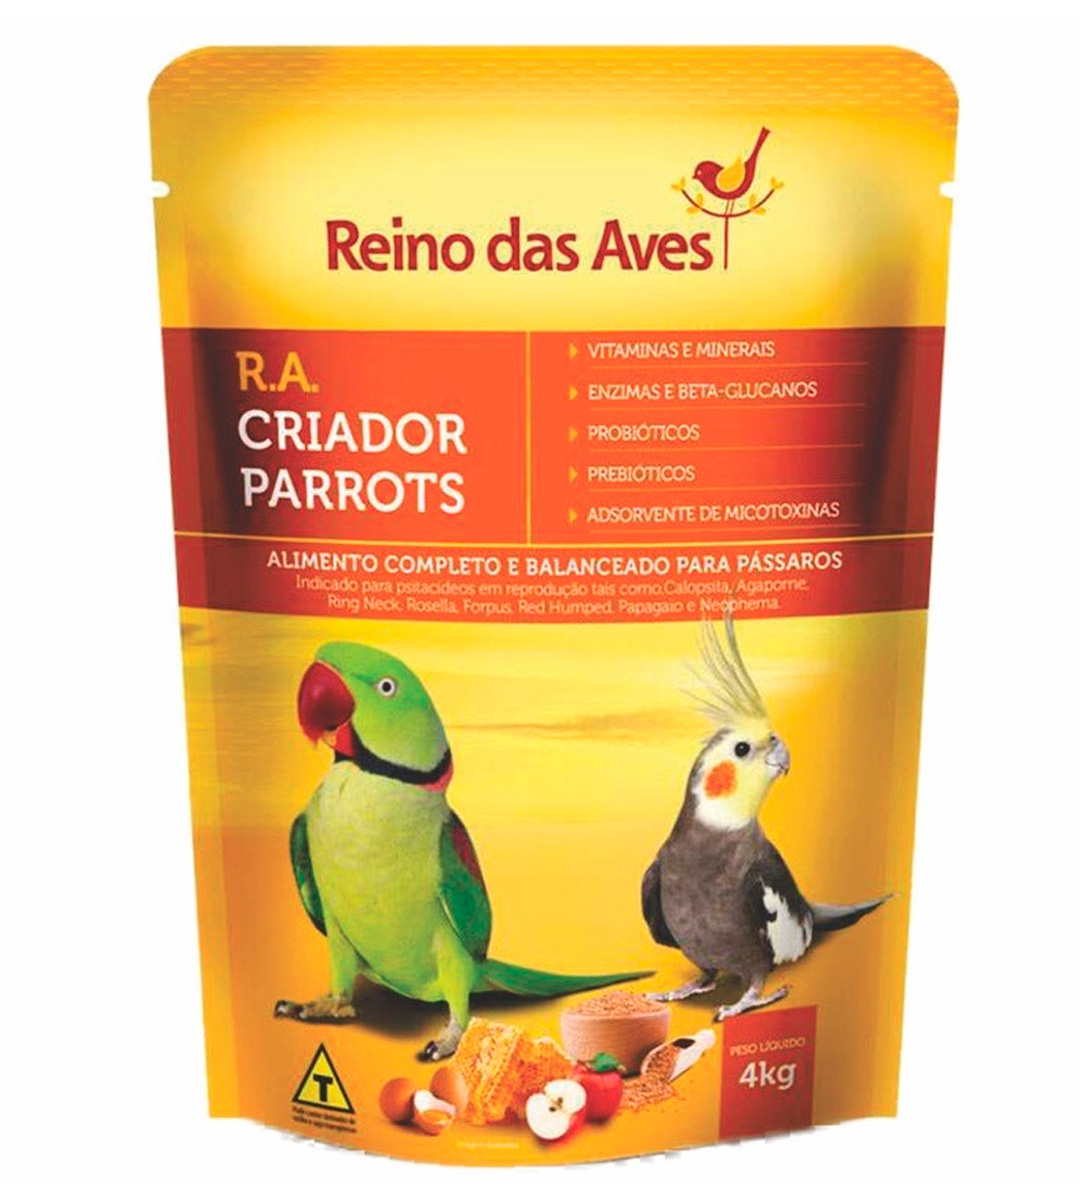 Reino das Aves
R.A.
CRIADOR
PARROTS
VITAMINAS E MINERAIS
ENZIMAS E BETA-GLUCANOS
PROBIÓTICOS
PREBIÓTICOS
ADSORVENTE DE MICOTOXINAS
ALIMENTO COMPLETO E BALANCEADO PARA PÁSSAROS
Indicado para psitacídeos em reprodução tais como,Calopsita, Agaporne,
Ring Neck, Rosella, Forpus, Red Humped, Papagaio e Neophema.
T
PESO LÍQUIDO
4kg